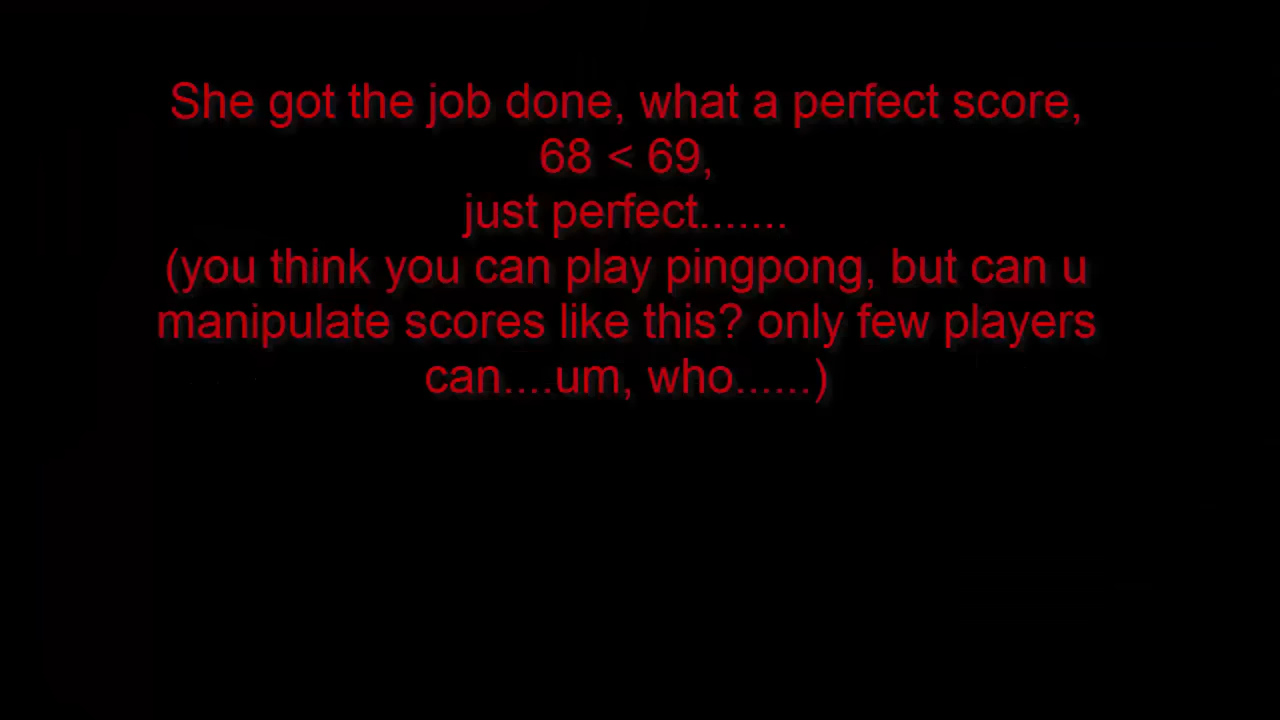 She got the job done, what a perfect score,
68 < 69,
just perfect.......
(you think you can play pingpong, but can u
manipulate scores like this? only few players
can....um, who......)